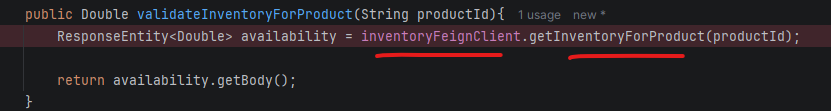 public Double validateInventoryForProduct(String productId){ 1 usage new *
ResponseEntity<Double> availability = inventoryFeignClient.getInventoryForProduct(productId);
return availability.getBody();
}